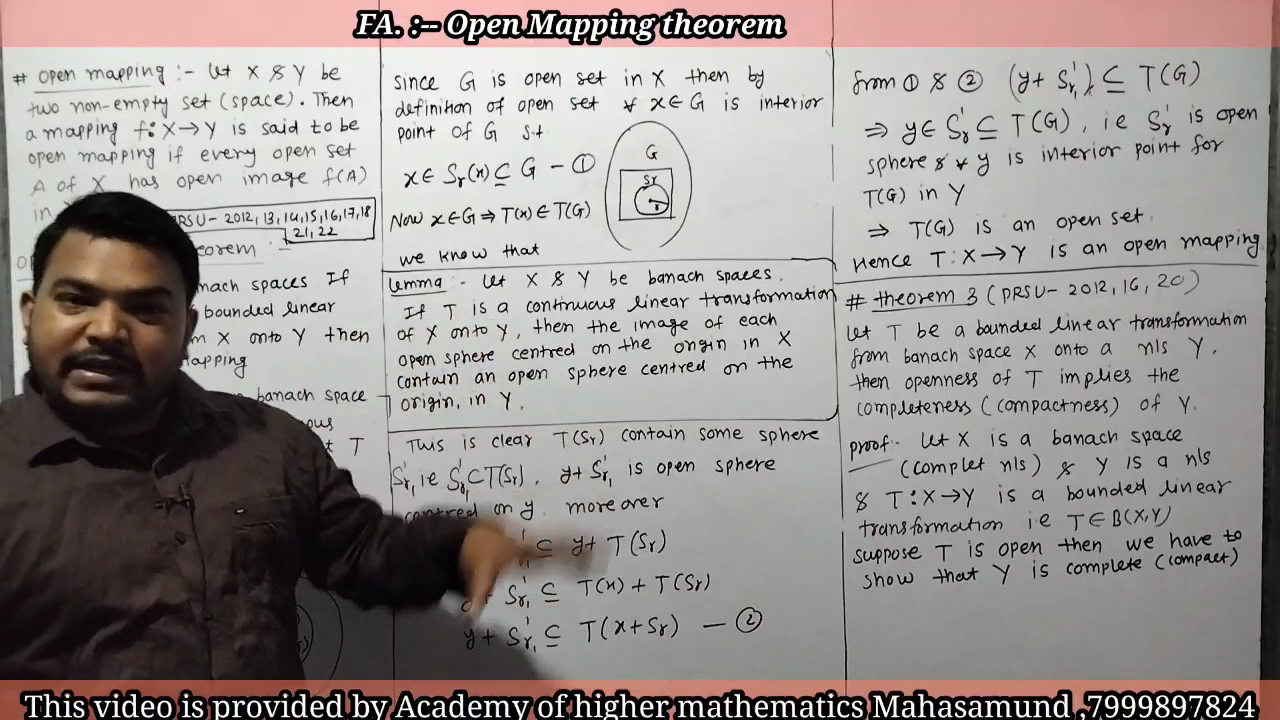 FA. :-- Open Mapping theorem
# open mapping :- Let X & Y be
two non-empty set (space). Then
a mapping f: X→Y is said to be
open mapping if every open set
A of X has open image f(A)
in
PRSU- 2012, 13, 14, 15, 16, 17, 18
21, 22
eorem :-
nach spaces If
bounded linear
m X onto Y then
apping
banach space
ous
t T
Since G is open set in X then by
definition of open set ∀ x∈G is interior
point of G s.t
x∈ Sr(x) ⊆ G - ①
G
Sr
Now x∈G ⇒ T(x) ∈ T(G)
we know that
Lemma :- Let X & Y be banach spaces.
If T is a continuous linear transformation
of X onto Y, then the image of each
open sphere centred on the origin in X
contain an open sphere centred on the
origin, in Y.
This is clear T(Sr) contain some sphere
S'r₁ ie S'r₁ ⊂ T(Sr). y+ S'r₁ is open sphere
centred on y. moreover
⊆ y+ T(Sr)
S'r₁ ⊆ T(x) + T(Sr)
y + S'r₁ ⊆ T(x+Sr) — ②
from ① & ② (y+ S'r₁) ⊆ T(G)
⇒ y∈ S'r ⊆ T(G), ie S'r is open
sphere & ∀ y is interior point for
T(G) in Y
⇒ T(G) is an open set.
Hence T: X→Y is an open mapping.
# theorem 3 (PRSU- 2012, 16, 20)
Let T be a bounded linear transformation
from banach space X onto a nls Y.
then openness of T implies the
completeness (compactness) of Y.
proof:- Let X is a banach space
(complet nls) & Y is a nls
& T: X→Y is a bounded linear
transformation ie T∈B(X,Y)
suppose T is open then we have to
show that Y is complete (compact)
This video is provided by Academy of higher mathematics Mahasamund ,7999897824